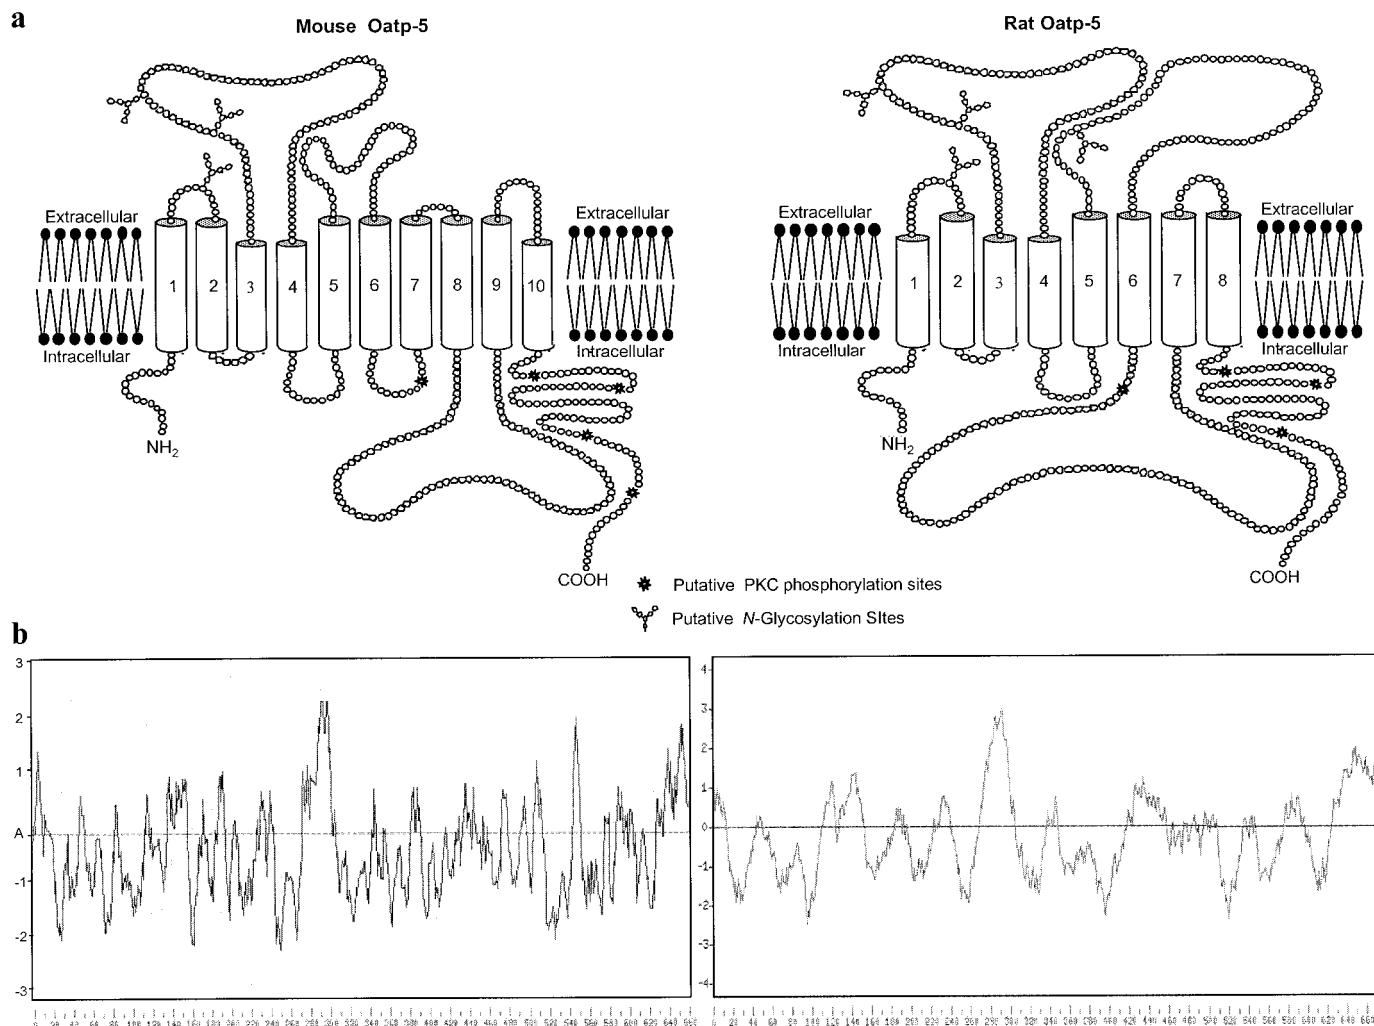 a
Mouse Oatp-5
Rat Oatp-5
Extracellular
Extracellular
Extracellular
Extracellular
1 2 3 4 5 6 7 8 9 10
1 2 3 4 5 6 7 8
Intracellular
Intracellular
Intracellular
Intracellular
NH2
NH2
COOH
COOH
Putative PKC phosphorylation sites
Putative N-Glycosylation SItes
b
3
2
1
A
-1
-2
-3
4
3
2
1
0
-1
-2
-3
-4